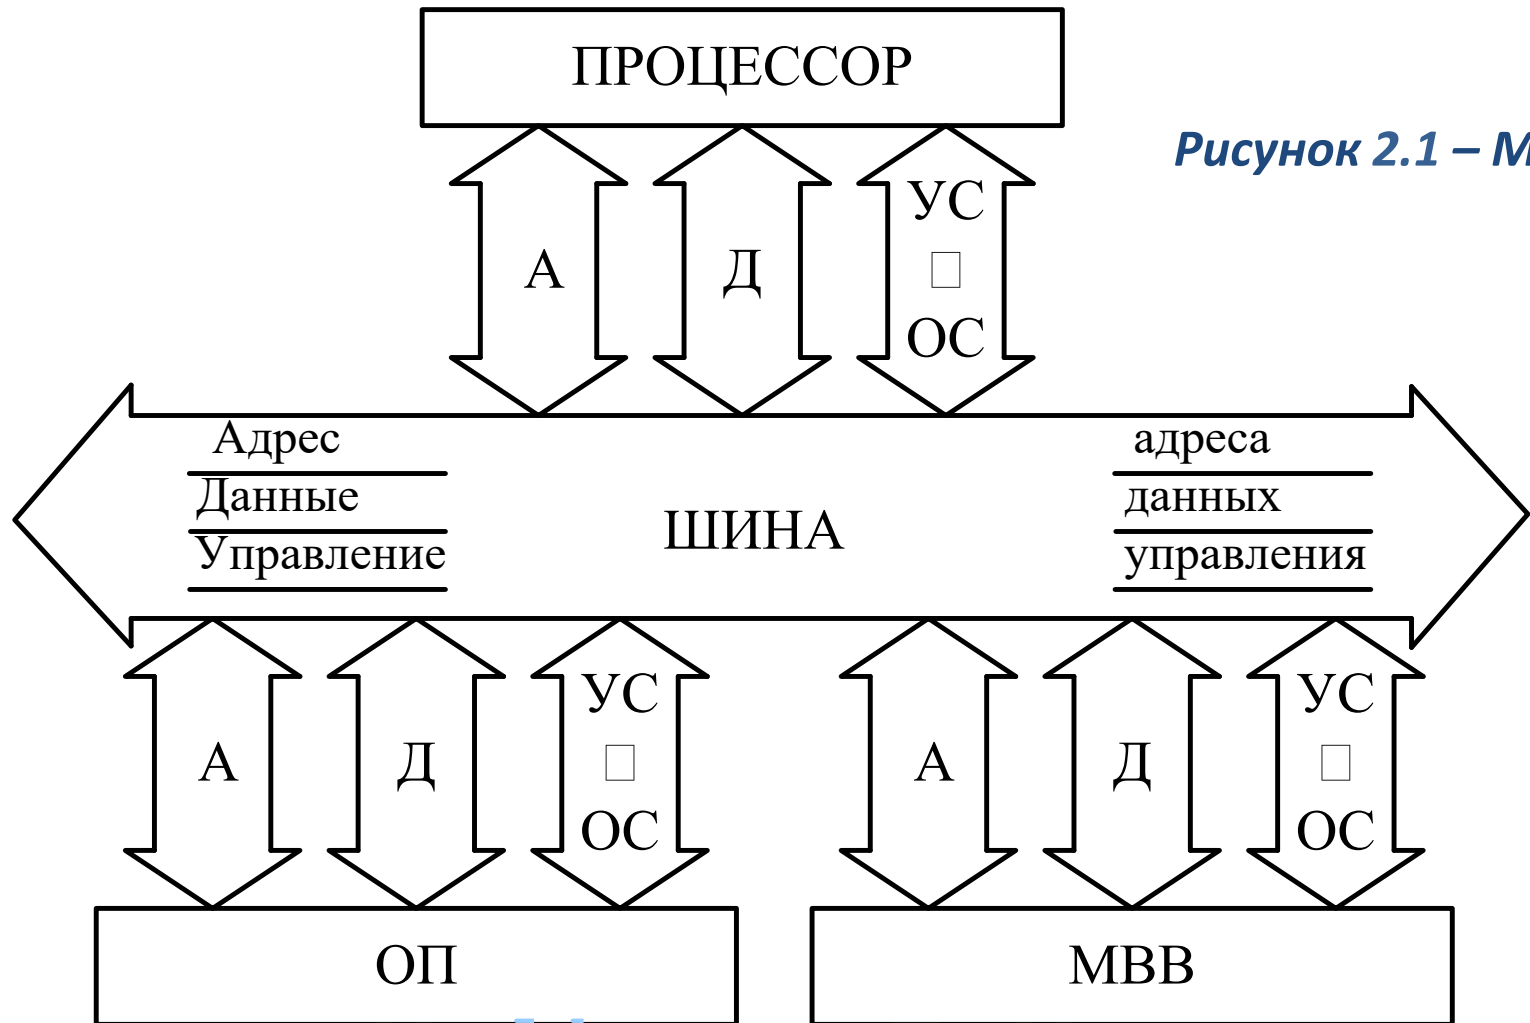 ПРОЦЕССОР
Рисунок 2.1 – М
А
Д
УС
ОС
Адрес
Данные
Управление
ШИНА
адреса
данных
управления
А
Д
УС
ОС
А
Д
УС
ОС
ОП
МВВ